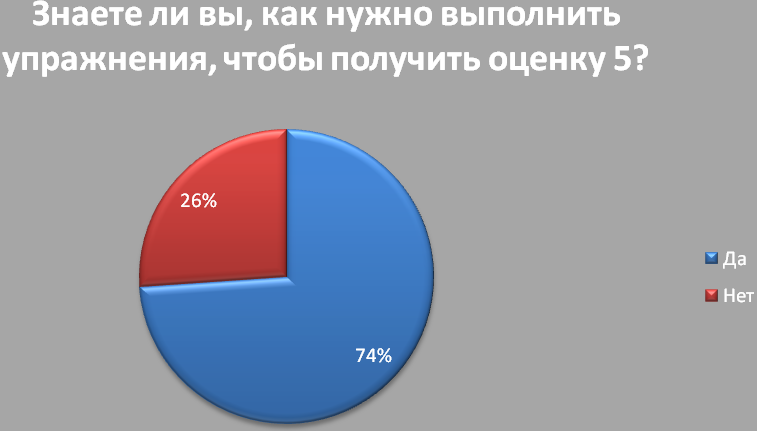 Знаете ли вы, как нужно выполнить
упражнения, чтобы получить оценку 5?
26%
74%
Да
Нет